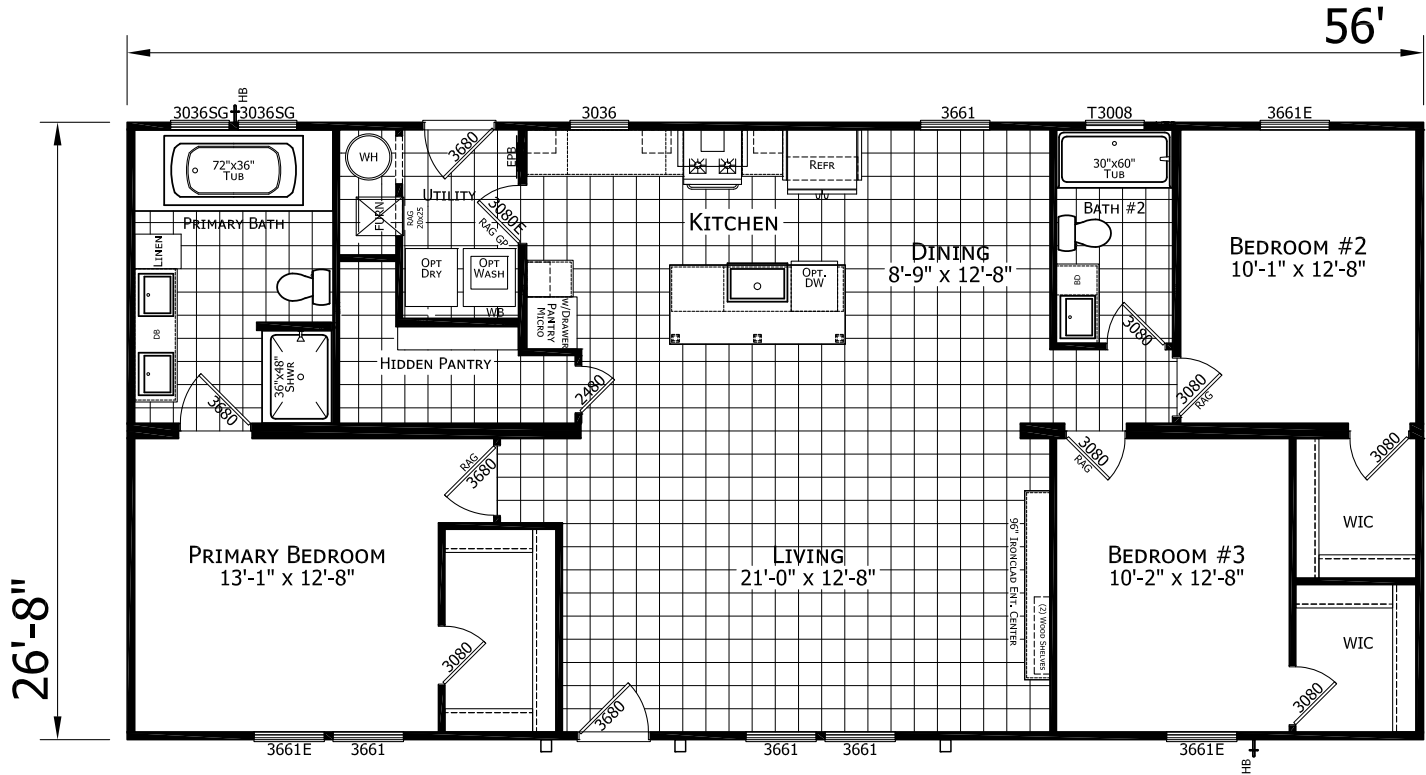 56'
HB
3036SG
3036SG
3036
3661
T3008
3661E
72"x36"
TUB
WH
3680
EPB
UTILITY
REFR
30"x60"
TUB
PRIMARY BATH
FURN
RAG
20x25
3080E
RAG GP
KITCHEN
BATH #2
LINEN
DINING
8'-9" x 12'-8"
BEDROOM #2
10'-1" x 12'-8"
OPT
DRY
OPT
WASH
OPT.
DW
BD
WB
W/DRAWER
PANTRY
MICRO
DB
3080
HIDDEN PANTRY
36"x48"
SHWR
2480
3680
3080
RAG
RAG
3680
3080
RAG
3080
WIC
PRIMARY BEDROOM
13'-1" x 12'-8"
LIVING
21'-0" x 12'-8"
96" IRONCLAD ENT. CENTER
(2) WOOD SHELVES
BEDROOM #3
10'-2" x 12'-8"
26'-8"
3080
WIC
3680
3080
3661E
3661
3661
3661
3661E
HB